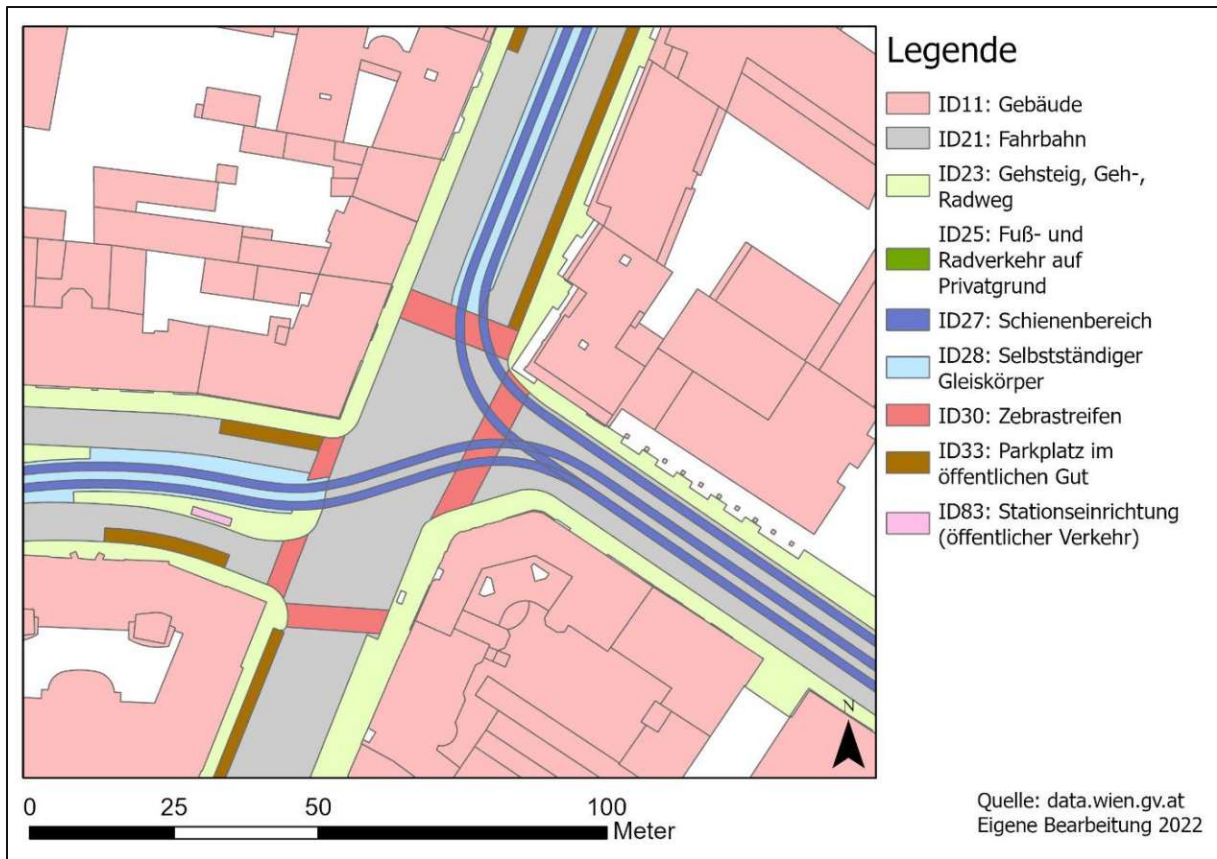 Legende
ID11: Gebäude
ID21: Fahrbahn
ID23: Gehsteig, Geh-,
Radweg
ID25: Fuß- und
Radverkehr auf
Privatgrund
ID27: Schienenbereich
ID28: Selbstständiger
Gleiskörper
ID30: Zebrastreifen
ID33: Parkplatz im
öffentlichen Gut
ID83: Stationseinrichtung
(öffentlicher Verkehr)
N
0 25 50 100
Meter
Quelle: data.wien.gv.at
Eigene Bearbeitung 2022